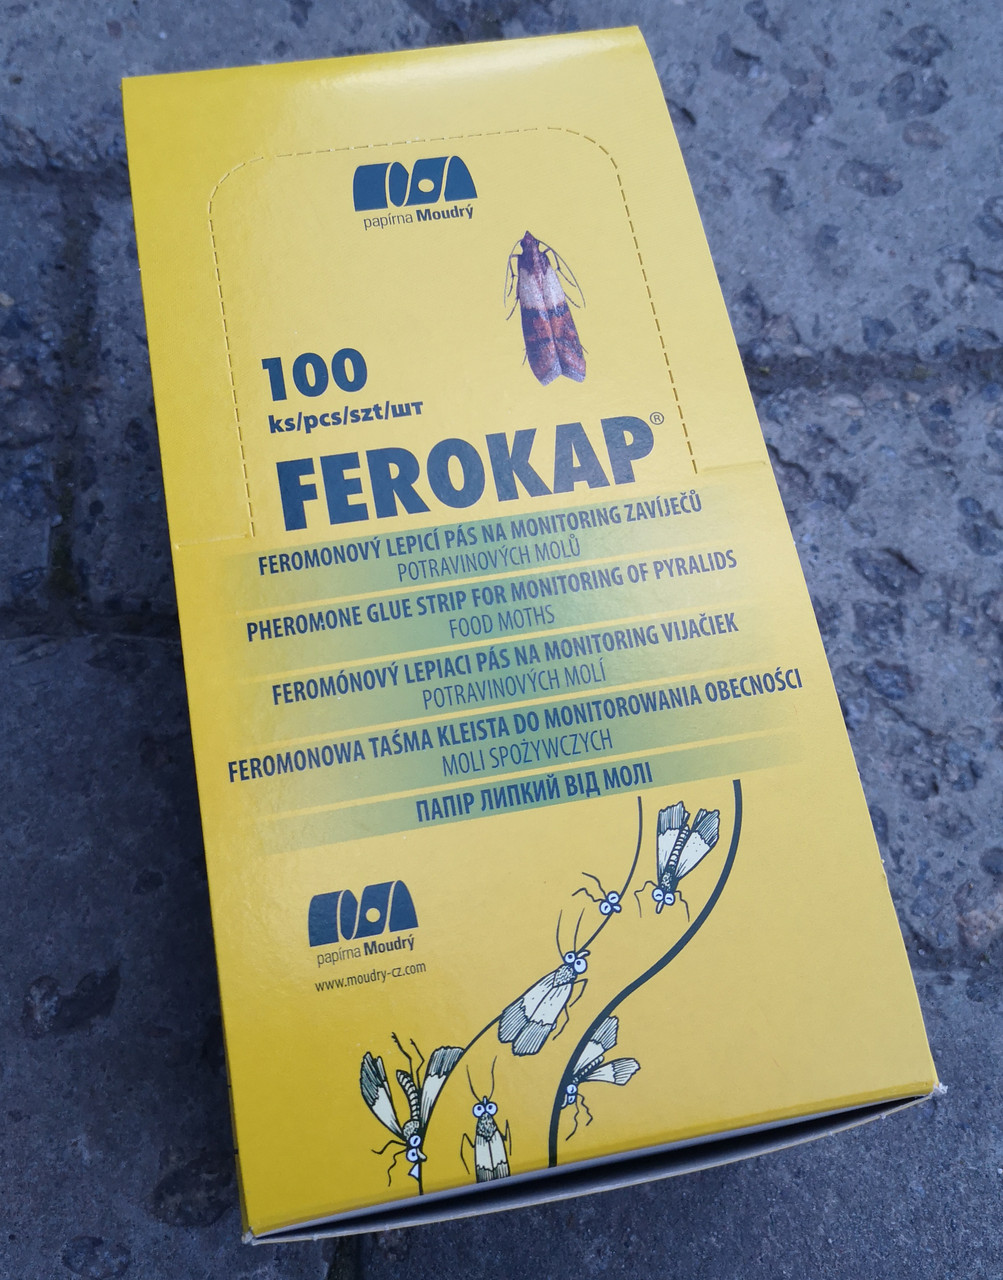 papírna Moudrý
100
ks/pcs/szt/шт
FEROKAP®
FEROMONOVÝ LEPICÍ PÁS NA MONITORING ZAVÍJEČŮ
POTRAVINOVÝCH MOLŮ
PHEROMONE GLUE STRIP FOR MONITORING OF PYRALIDS
FOOD MOTHS
FEROMÓNOVÝ LEPIACI PÁS NA MONITORING VIJAČIEK
POTRAVINOVÝCH MOLÍ
FEROMONOWA TAŚMA KLEISTA DO MONITOROWANIA OBECNOŚCI
MOLI SPOŻYWCZYCH
ПАПІР ЛИПКИЙ ВІД МОЛІ
papírna Moudrý
www.moudry-cz.com